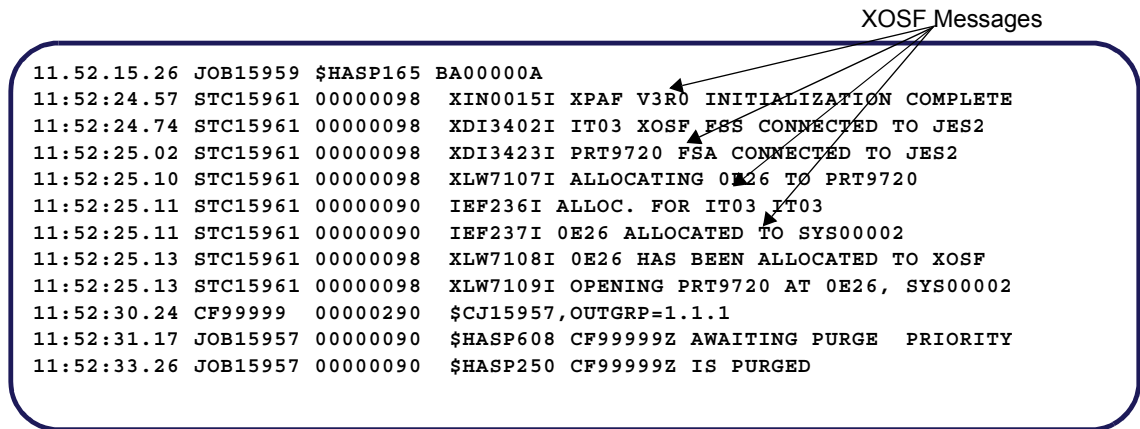 XOSF Messages
11.52.15.26 JOB15959 $HASP165 BA00000A
11:52:24.57 STC15961 00000098  XIN0015I XPAF V3R0 INITIALIZATION COMPLETE
11:52:24.74 STC15961 00000098  XDI3402I IT03 XOSF FSS CONNECTED TO JES2
11:52:25.02 STC15961 00000098  XDI3423I PRT9720 FSA CONNECTED TO JES2
11:52:25.10 STC15961 00000098  XLW7107I ALLOCATING 0E26 TO PRT9720
11:52:25.11 STC15961 00000090  IEF236I ALLOC. FOR IT03 IT03
11:52:25.11 STC15961 00000090  IEF237I 0E26 ALLOCATED TO SYS00002
11:52:25.13 STC15961 00000098  XLW7108I 0E26 HAS BEEN ALLOCATED TO XOSF
11:52:25.13 STC15961 00000098  XLW7109I OPENING PRT9720 AT 0E26, SYS00002
11:52:30.24 CF99999  00000290  $CJ15957,OUTGRP=1.1.1
11:52:31.17 JOB15957 00000090  $HASP608 CF99999Z AWAITING PURGE  PRIORITY
11:52:33.26 JOB15957 00000090  $HASP250 CF99999Z IS PURGED